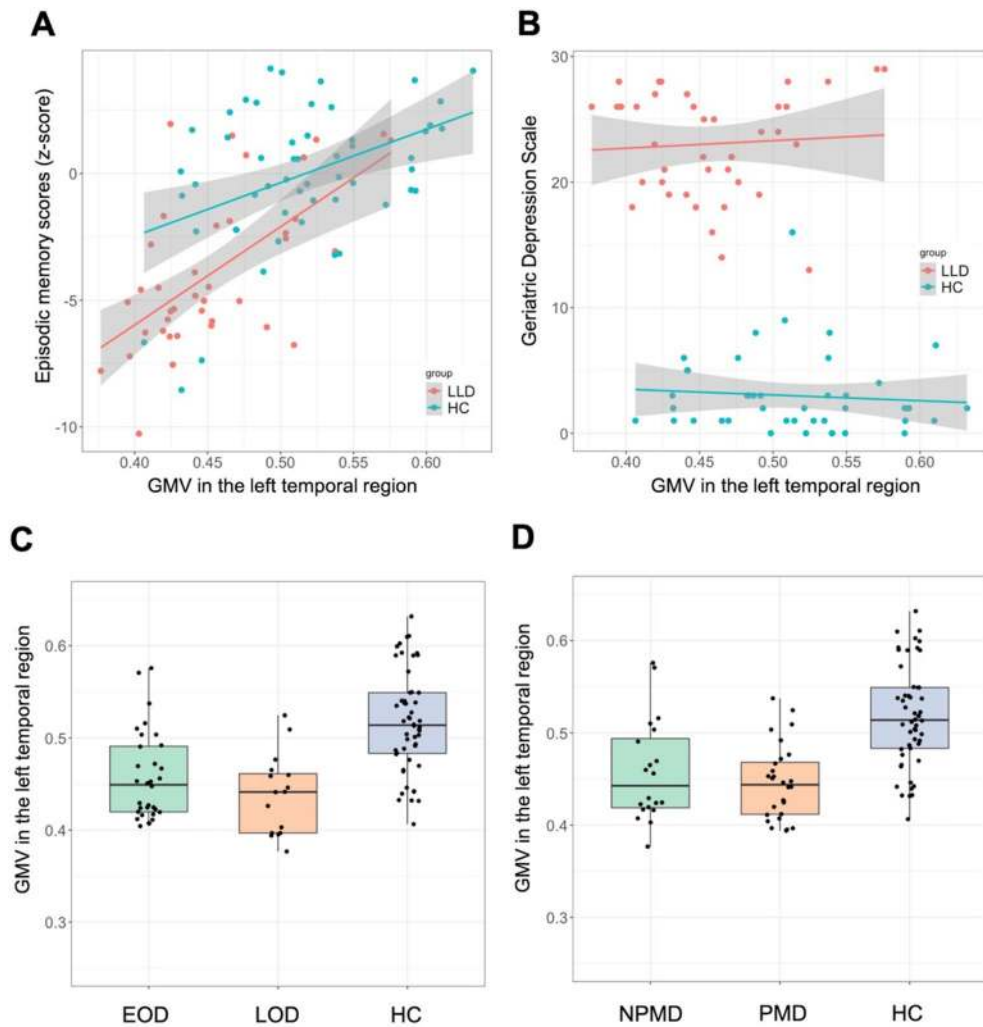 A
Episodic memory scores (z-score)
0
-5
-10
0.40 0.45 0.50 0.55 0.60
GMV in the left temporal region
group
LLD
HC
B
Geriatric Depression Scale
30
20
10
0
0.40 0.45 0.50 0.55 0.60
GMV in the left temporal region
group
LLD
HC
C
GMV in the left temporal region
0.6
0.5
0.4
0.3
EOD LOD HC
D
GMV in the left temporal region
0.6
0.5
0.4
0.3
NPMD PMD HC